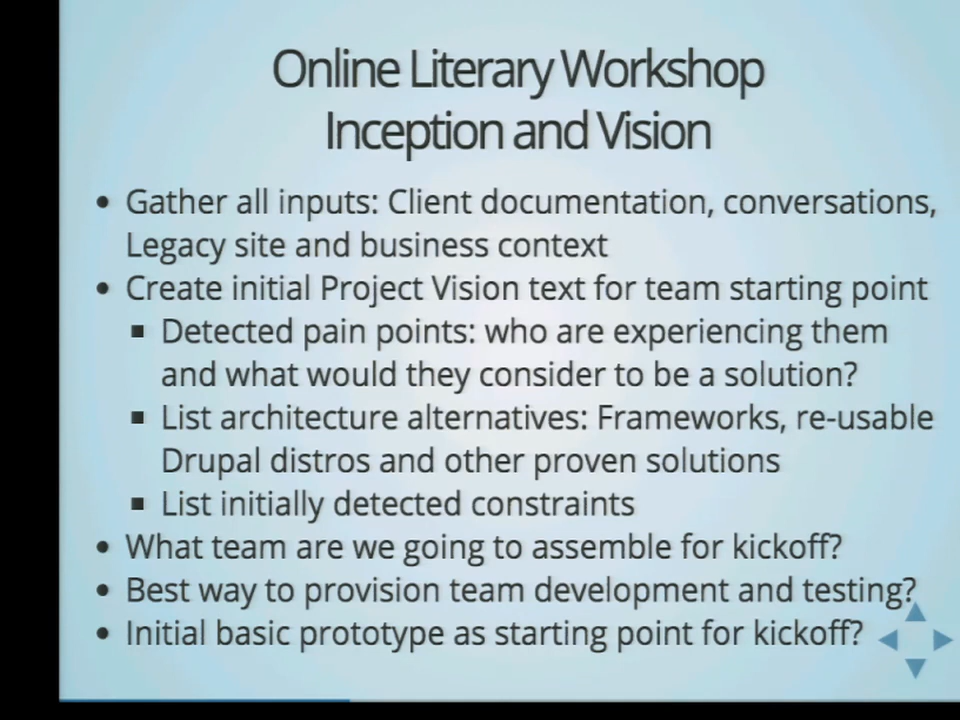 Online Literary Workshop
Inception and Vision
• Gather all inputs: Client documentation, conversations,
Legacy site and business context
• Create initial Project Vision text for team starting point
▪ Detected pain points: who are experiencing them
and what would they consider to be a solution?
▪ List architecture alternatives: Frameworks, re-usable
Drupal distros and other proven solutions
▪ List initially detected constraints
• What team are we going to assemble for kickoff?
• Best way to provision team development and testing?
• Initial basic prototype as starting point for kickoff?